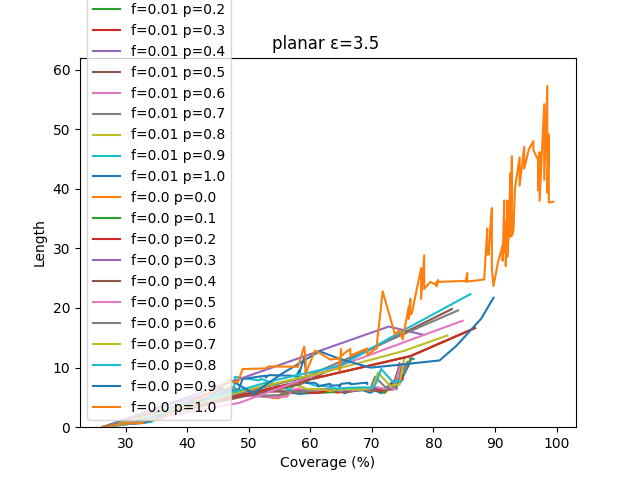 f=0.01 p=0.2
f=0.01 p=0.3
f=0.01 p=0.4
f=0.01 p=0.5
f=0.01 p=0.6
f=0.01 p=0.7
f=0.01 p=0.8
f=0.01 p=0.9
f=0.01 p=1.0
f=0.0 p=0.0
f=0.0 p=0.1
f=0.0 p=0.2
f=0.0 p=0.3
f=0.0 p=0.4
f=0.0 p=0.5
f=0.0 p=0.6
f=0.0 p=0.7
f=0.0 p=0.8
f=0.0 p=0.9
f=0.0 p=1.0
planar ε=3.5
60
50
40
30
20
10
0
Length
30 40 50 60 70 80 90 100
Coverage (%)